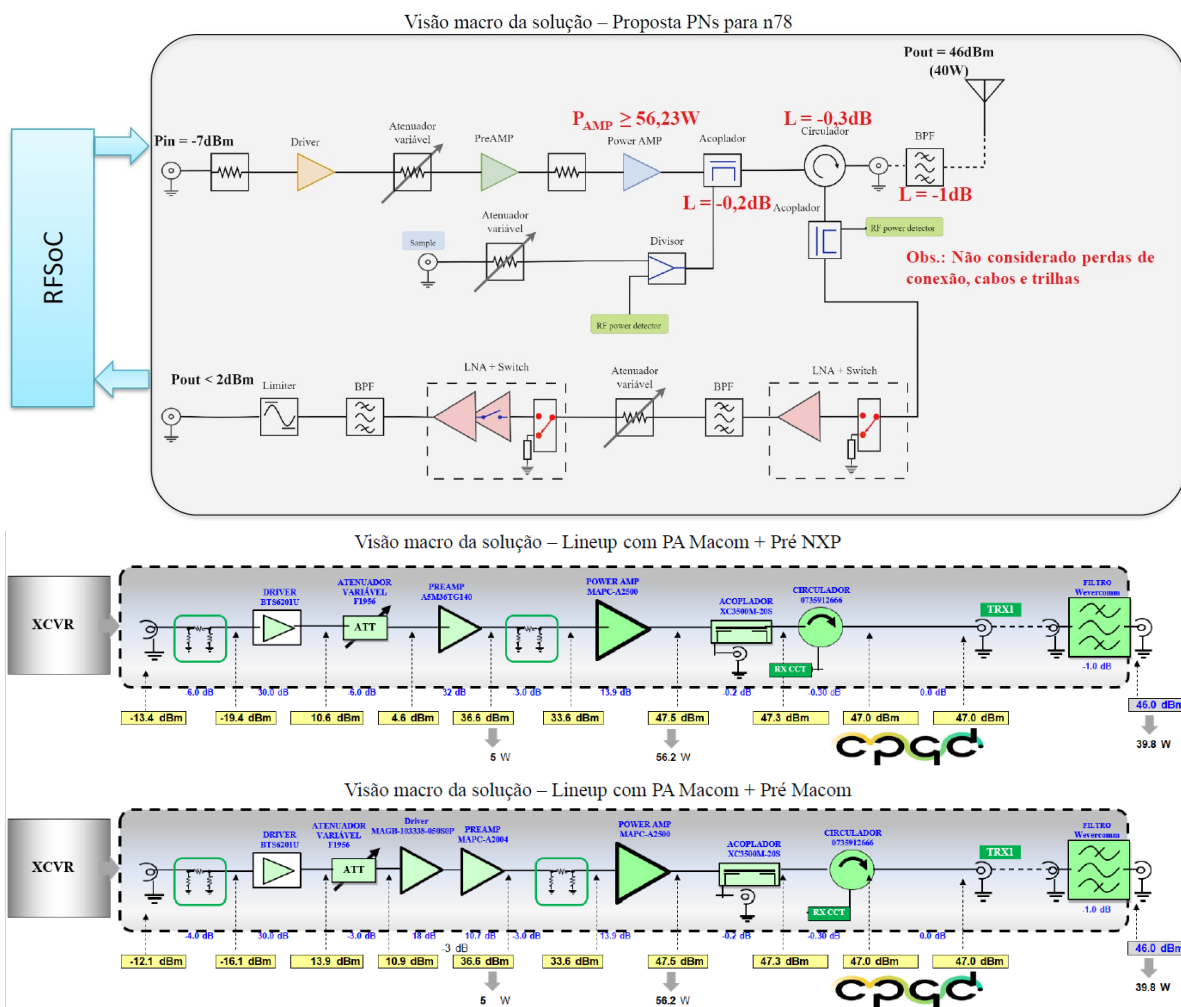 Visão macro da solução – Proposta PNs para n78
Pout = 46dBm
(40W)
P_AMP ≥ 56,23W
L = -0,3dB
Pin = -7dBm
Driver
Atenuador
variável
PreAMP
Power AMP
Acoplador
Circulador
BPF
L = -1dB
L = -0,2dB
Acoplador
RFSoC
Atenuador
variável
Sample
Divisor
RF power detector
RF power detector
Obs.: Não considerado perdas de
conexão, cabos e trilhas
Pout < 2dBm
Limiter
BPF
LNA + Switch
Atenuador
variável
BPF
LNA + Switch
Visão macro da solução – Lineup com PA Macom + Pré NXP
XCVR
DRIVER
BTS6201U
ATENUADOR
VARIÁVEL
F1956
ATT
PREAMP
A5M36TG140
POWER AMP
MAPC-A2500
ACOPLADOR
XC3500M-20S
CIRCULADOR
0735912666
RX CCT
TRX1
FILTRO
Wevercomm
-6.0 dB 30.0 dB -6.0 dB 32 dB -3.0 dB 13.9 dB -0.2 dB -0.30 dB 0.0 dB -1.0 dB
-13.4 dBm -19.4 dBm 10.6 dBm 4.6 dBm 36.6 dBm 33.6 dBm 47.5 dBm 47.3 dBm 47.0 dBm 47.0 dBm 46.0 dBm
5 W 56.2 W 39.8 W
cpqd
Visão macro da solução – Lineup com PA Macom + Pré Macom
XCVR
DRIVER
BTS6201U
ATENUADOR
VARIÁVEL
F1956
ATT
Driver
MAGB-103338-050S0P
PREAMP
MAPC-A2004
POWER AMP
MAPC-A2500
ACOPLADOR
XC3500M-20S
CIRCULADOR
0735912666
RX CCT
TRX1
FILTRO
Wevercomm
-4.0 dB 30.0 dB -3.0 dB 18 dB 10.7 dB -3.0 dB 13.9 dB -0.2 dB -0.30 dB 0.0 dB -1.0 dB
-3 dB
-12.1 dBm -16.1 dBm 13.9 dBm 10.9 dBm 36.6 dBm 33.6 dBm 47.5 dBm 47.3 dBm 47.0 dBm 47.0 dBm 46.0 dBm
5 W 56.2 W 39.8 W
cpqd